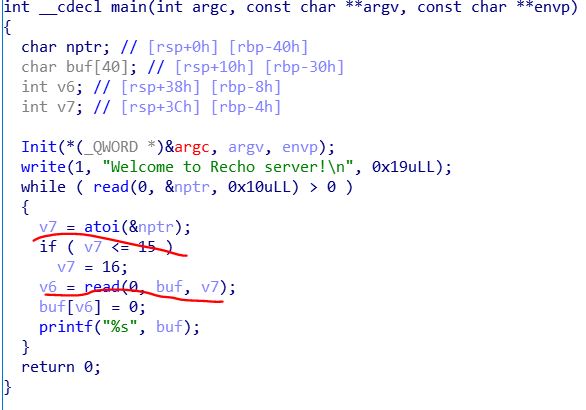 int __cdecl main(int argc, const char **argv, const char **envp)
{
  char nptr; // [rsp+0h] [rbp-40h]
  char buf[40]; // [rsp+10h] [rbp-30h]
  int v6; // [rsp+38h] [rbp-8h]
  int v7; // [rsp+3Ch] [rbp-4h]

  Init(*(_QWORD *)&argc, argv, envp);
  write(1, "Welcome to Recho server!\n", 0x19uLL);
  while ( read(0, &nptr, 0x10uLL) > 0 )
  {
    v7 = atoi(&nptr);
    if ( v7 <= 15 )
      v7 = 16;
    v6 = read(0, buf, v7);
    buf[v6] = 0;
    printf("%s", buf);
  }
  return 0;
}